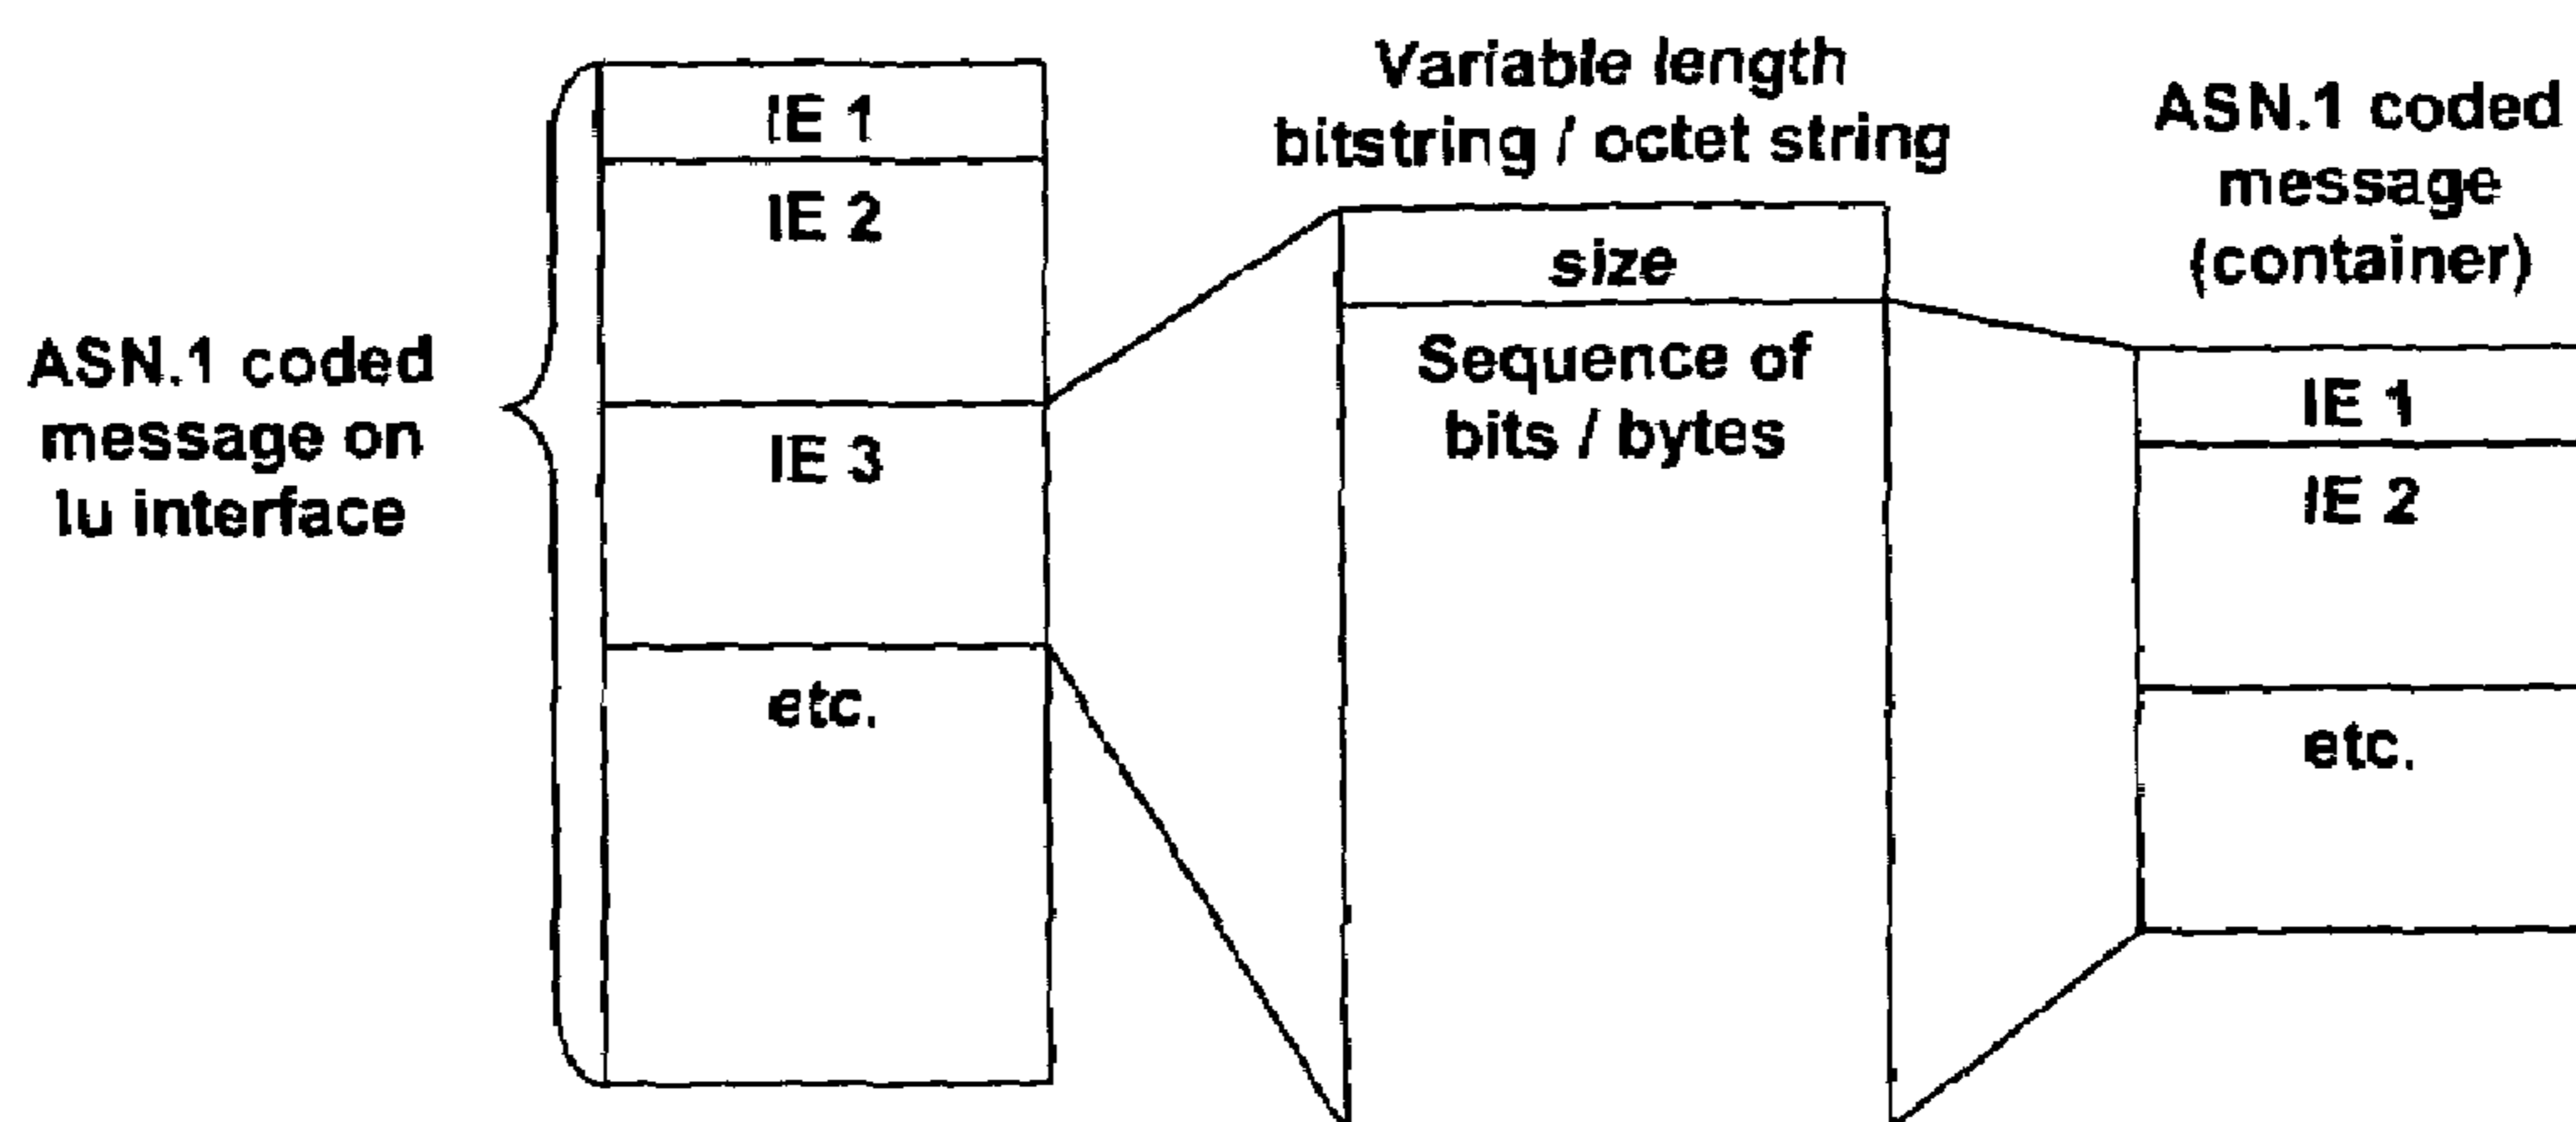 ASN.1 coded
message on
Iu interface
IE 1
IE 2
IE 3
etc.
Variable length
bitstring / octet string
size
Sequence of
bits / bytes
ASN.1 coded
message
(container)
IE 1
IE 2
etc.